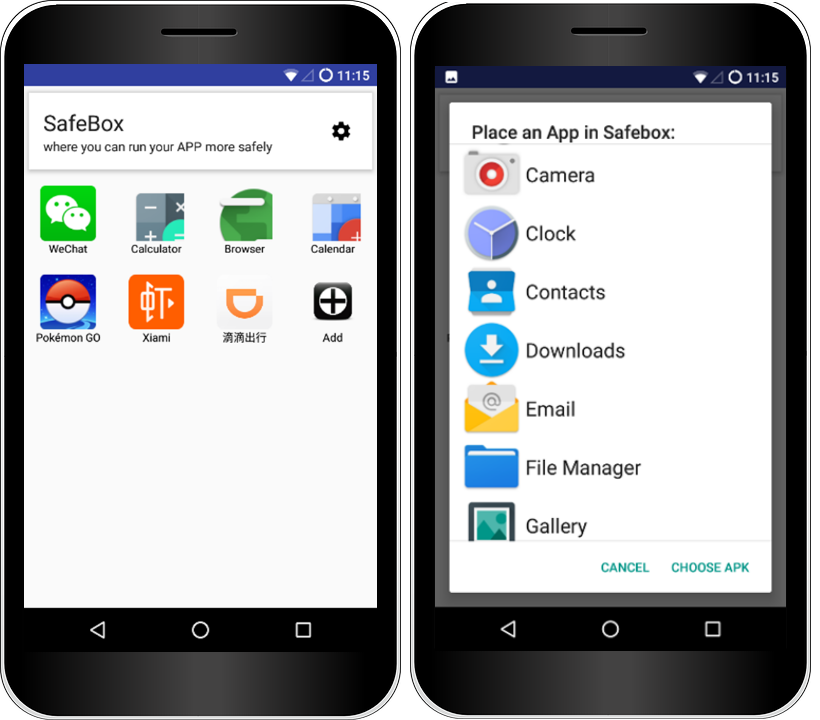 11:15
SafeBox
where you can run your APP more safely
WeChat
Calculator
Browser
Calendar
Pokémon GO
Xiami
滴滴出行
Add
11:15
Place an App in Safebox:
Camera
Clock
Contacts
Downloads
@
Email
File Manager
Gallery
CANCEL CHOOSE APK